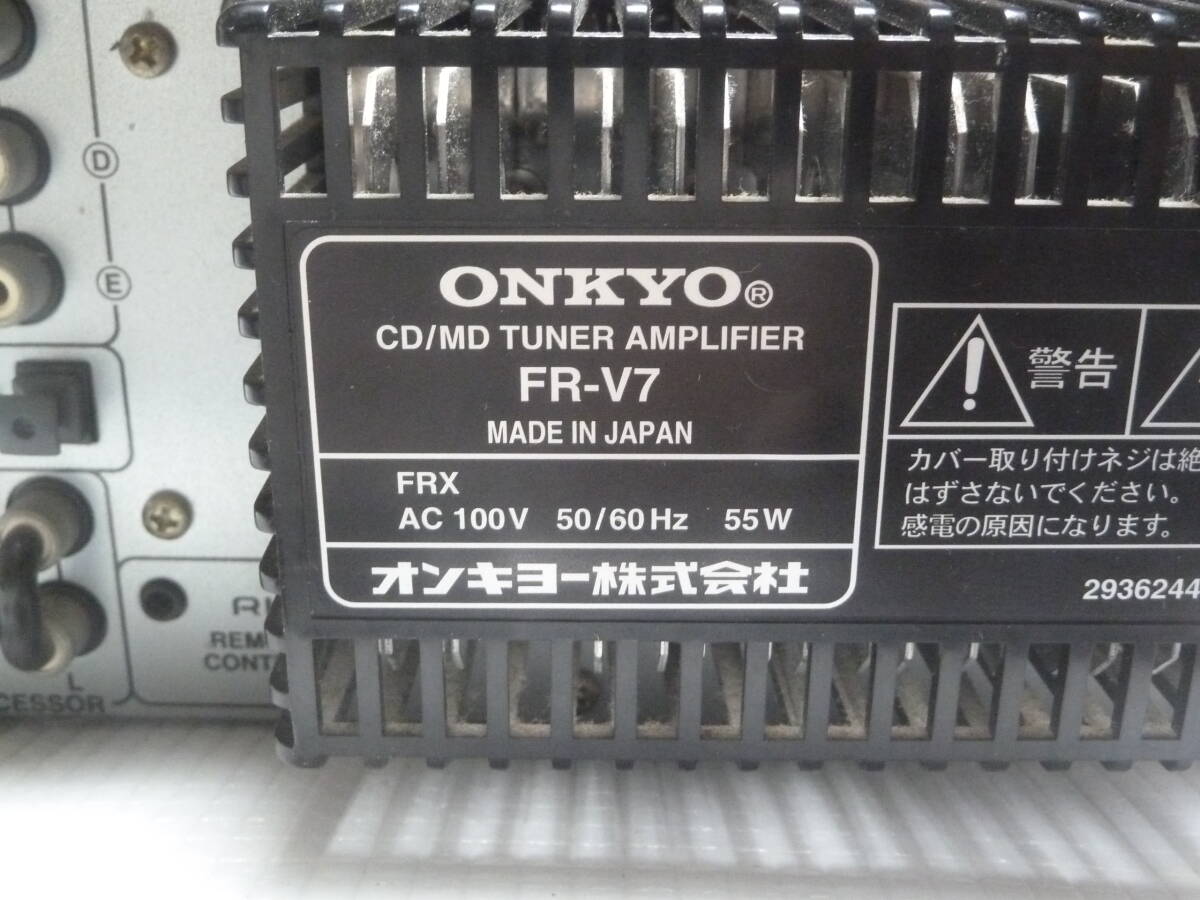 D
E
ONKYO®
CD/MD TUNER AMPLIFIER
FR-V7
MADE IN JAPAN
FRX
AC 100V 50/60Hz 55W
オンキヨー株式会社
警告
カバー取り付けネジは絶
はずさないでください。
感電の原因になります。
2936244
L